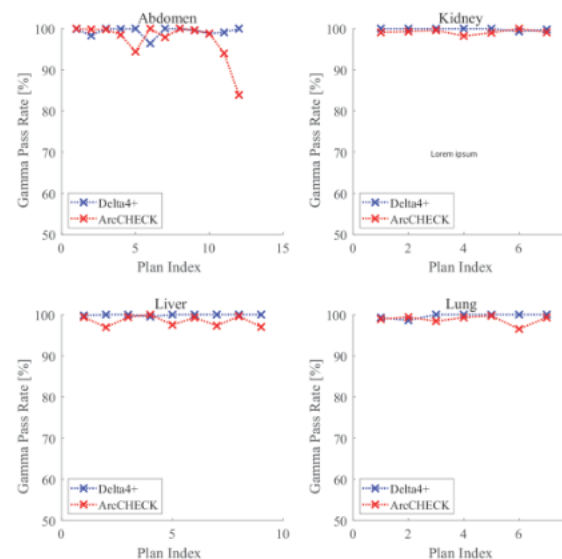 Abdomen
100
90
80
70
60
50
Gamma Pass Rate [%]
Delta4+
ArcCHECK
0
5
10
15
Plan Index
Kidney
100
90
80
70
60
50
Gamma Pass Rate [%]
Lorem ipsum
Delta4+
ArcCHECK
0
2
4
6
Plan Index
Liver
100
90
80
70
60
50
Gamma Pass Rate [%]
Delta4+
ArcCHECK
0
5
10
Plan Index
Lung
100
90
80
70
60
50
Gamma Pass Rate [%]
Delta4+
ArcCHECK
0
2
4
6
Plan Index